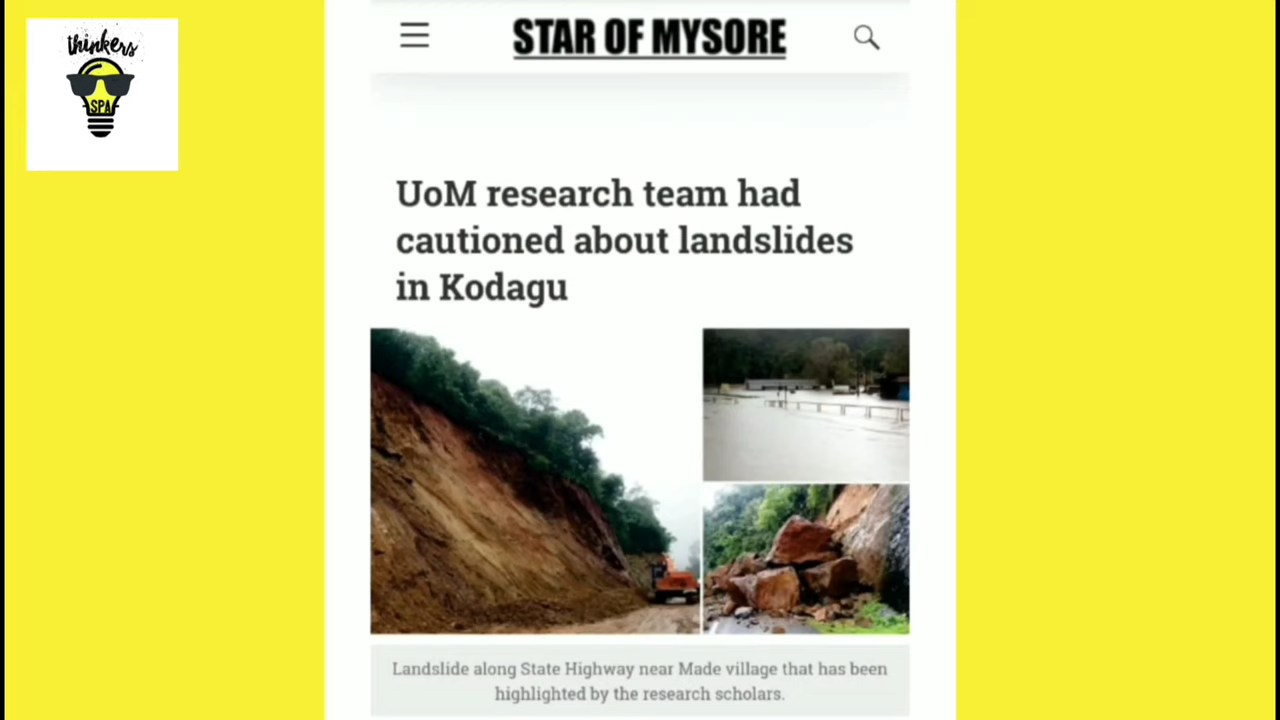 thinkers
SPA
STAR OF MYSORE
UoM research team had
cautioned about landslides
in Kodagu
Landslide along State Highway near Made village that has been
highlighted by the research scholars.